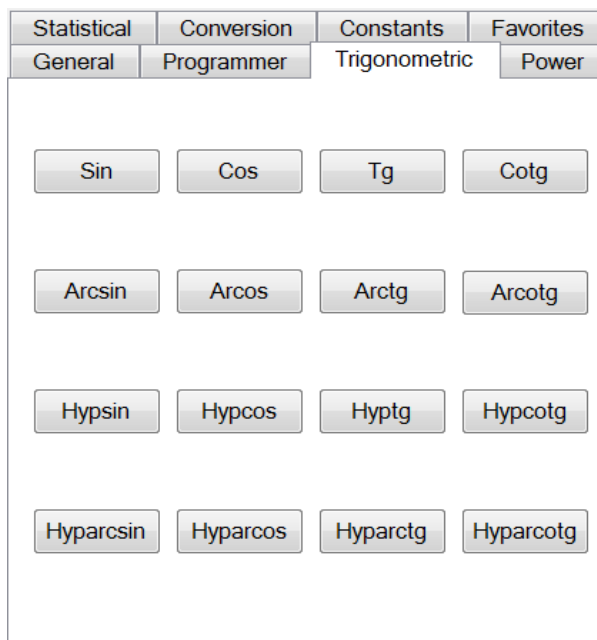 Statistical Conversion Constants Favorites
General Programmer Trigonometric Power
Sin Cos Tg Cotg
Arcsin Arcos Arctg Arcotg
Hypsin Hypcos Hyptg Hypcotg
Hyparcsin Hyparcos Hyparctg Hyparcotg